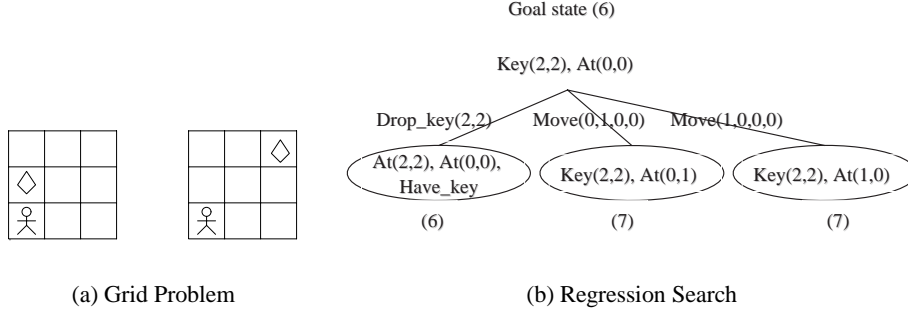 Goal state (6)
Key(2,2), At(0,0)
Drop_key(2,2)
Move(0,1,0,0)
Move(1,0,0,0)
At(2,2), At(0,0),
Have_key
Key(2,2), At(0,1)
Key(2,2), At(1,0)
(6)
(7)
(7)
(a) Grid Problem
(b) Regression Search